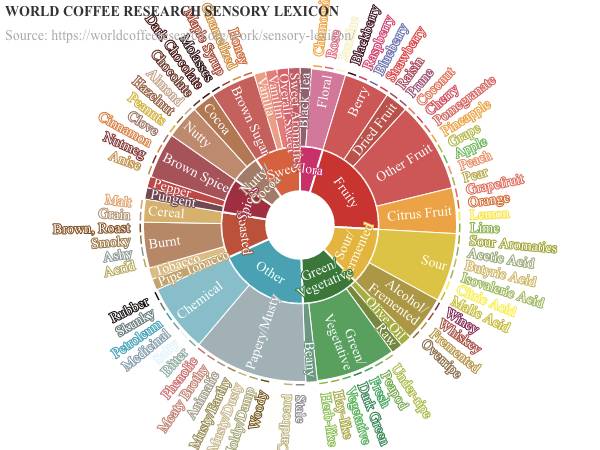 WORLD COFFEE RESEARCH SENSORY LEXICON
Source: https://worldcoffeeresearch.org/work/sensory-lexicon/
Floral
Fruity
Sour/
Fermented
Green/
Vegetative
Other
Roasted
Spices
Nutty/
Cocoa
Sweet
Black Tea
Floral
Berry
Dried Fruit
Other Fruit
Citrus Fruit
Sour
Alcohol/
Fermented
Olive Oil
Raw
Green/
Vegetative
Beany
Papery/Musty
Chemical
Pipe Tobacco
Tobacco
Burnt
Cereal
Pungent
Pepper
Brown Spice
Nutty
Cocoa
Brown Sugar
Vanilla
Vanillin
Overall Sweet
Sweet Aromatics
Chamomile
Rose
Jasmine
Blackberry
Raspberry
Blueberry
Strawberry
Raisin
Prune
Coconut
Cherry
Pomegranate
Pineapple
Grape
Apple
Peach
Pear
Grapefruit
Orange
Lemon
Lime
Sour Aromatics
Acetic Acid
Butyric Acid
Isovaleric Acid
Citric Acid
Malic Acid
Winey
Whiskey
Fermented
Overripe
Under-ripe
Peapod
Fresh
Dark Green
Vegetative
Hay-like
Herb-like
Stale
Cardboard
Woody
Moldy/Damp
Musty/Dusty
Musty/Earthy
Animalic
Meaty Brothy
Phenolic
Bitter
Medicinal
Petroleum
Skunky
Rubber
Acrid
Ashy
Smoky
Brown, Roast
Grain
Malt
Anise
Nutmeg
Cinnamon
Clove
Peanuts
Hazelnut
Almond
Chocolate
Dark Chocolate
Molasses
Maple Syrup
Caramelized
Honey